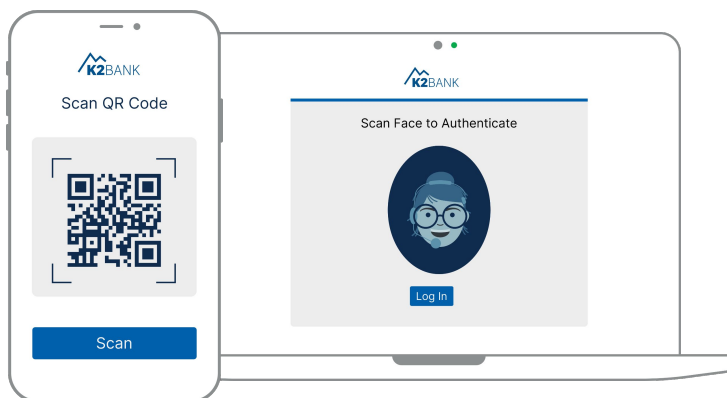 K2BANK
Scan QR Code
Scan
K2BANK
Scan Face to Authenticate
Log In